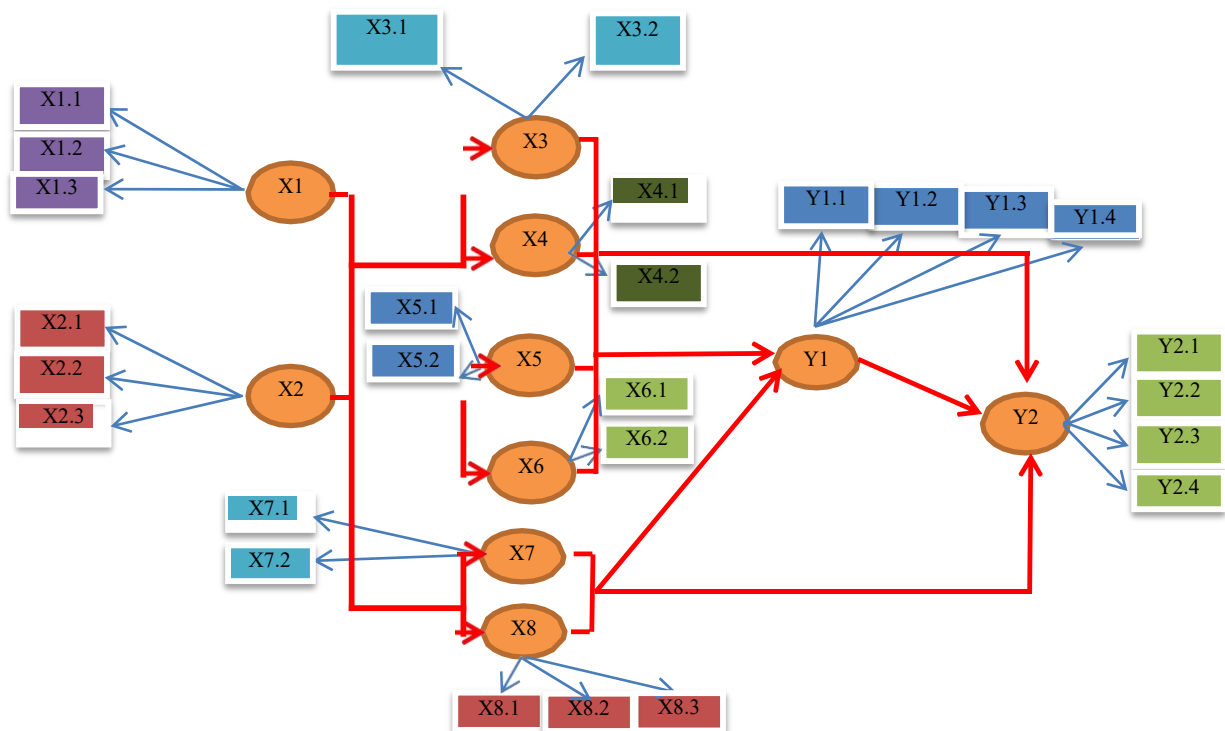 X3.1
X3.2
X1.1
X1.2
X1.3
X1
X3
X4
X4.1
X4.2
Y1.1
Y1.2
Y1.3
Y1.4
X2.1
X2.2
X2.3
X2
X5.1
X5.2
X5
Y1
X6.1
X6.2
X6
Y2
Y2.1
Y2.2
Y2.3
Y2.4
X7.1
X7.2
X7
X8
X8.1
X8.2
X8.3